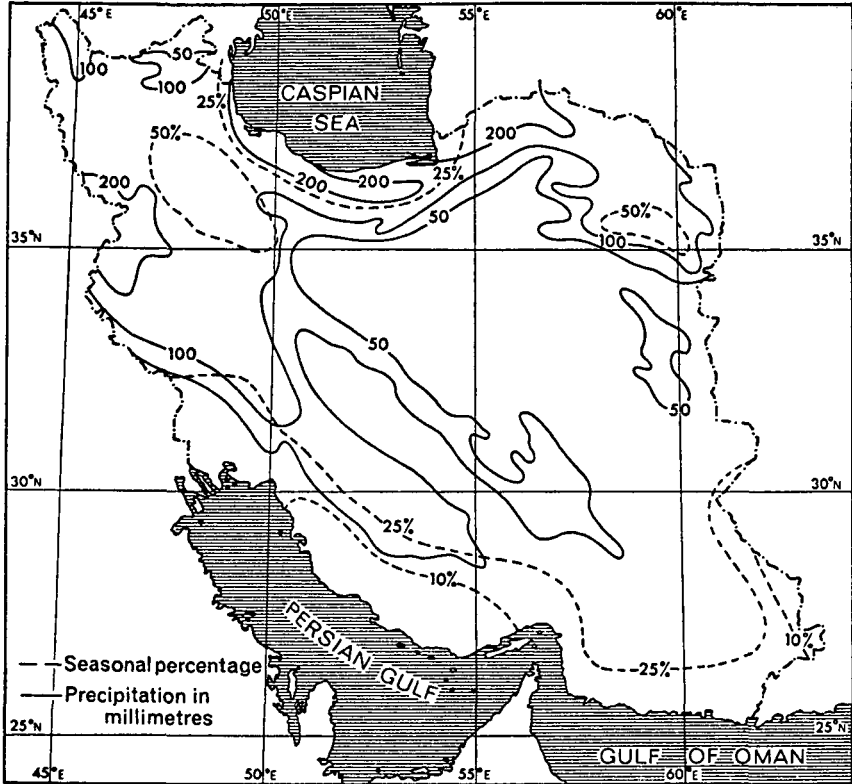 45°E
50°E
55°E
60°E
50
100
100
25%
CASPIAN
SEA
50%
200
200
200
200
25%
50
50%
100
35°N
35°N
50
100
50
30°N
30°N
25%
10%
PERSIAN GULF
10%
25%
Seasonal percentage
Precipitation in
millimetres
25°N
25°N
GULF OF OMAN
45°E
50°E
55°E
60°E